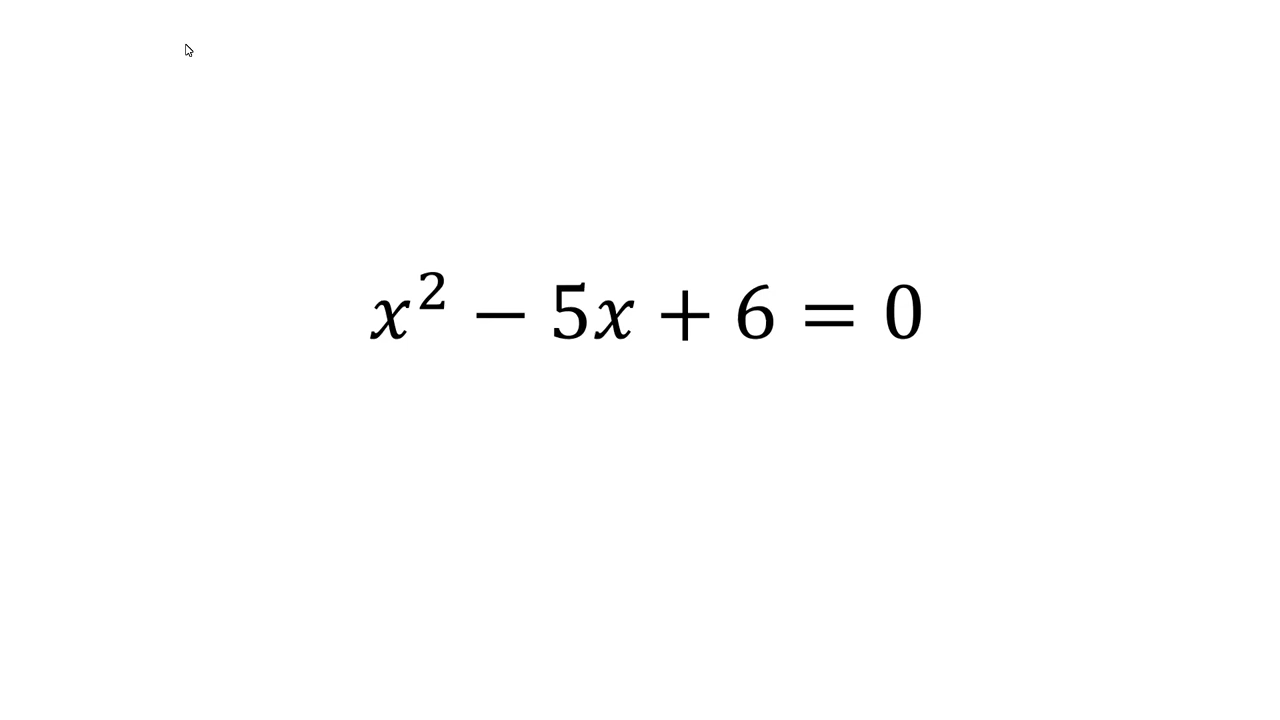 x² − 5x + 6 = 0